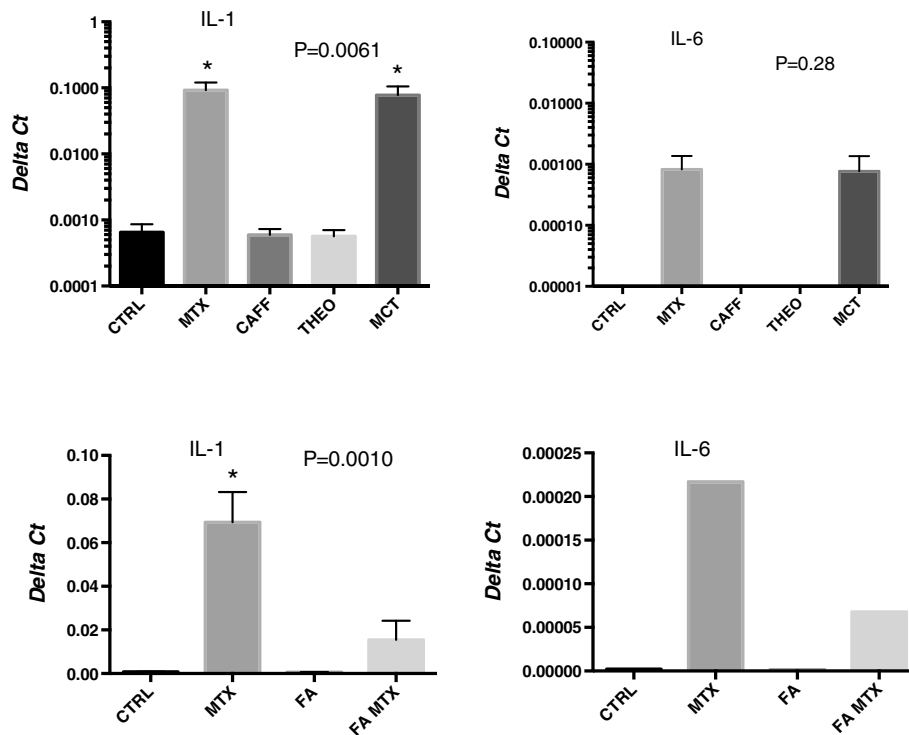 IL-1
P=0.0061
Delta Ct
1
0.1000
0.0100
0.0010
0.0001
*
*
CTRL
MTX
CAFF
THEO
MCT
IL-6
P=0.28
Delta Ct
0.10000
0.01000
0.00100
0.00010
0.00001
CTRL
MTX
CAFF
THEO
MCT
IL-1
P=0.0010
Delta Ct
0.10
0.08
0.06
0.04
0.02
0.00
*
CTRL
MTX
FA
FA MTX
IL-6
Delta Ct
0.00025
0.00020
0.00015
0.00010
0.00005
0.00000
CTRL
MTX
FA
FA MTX